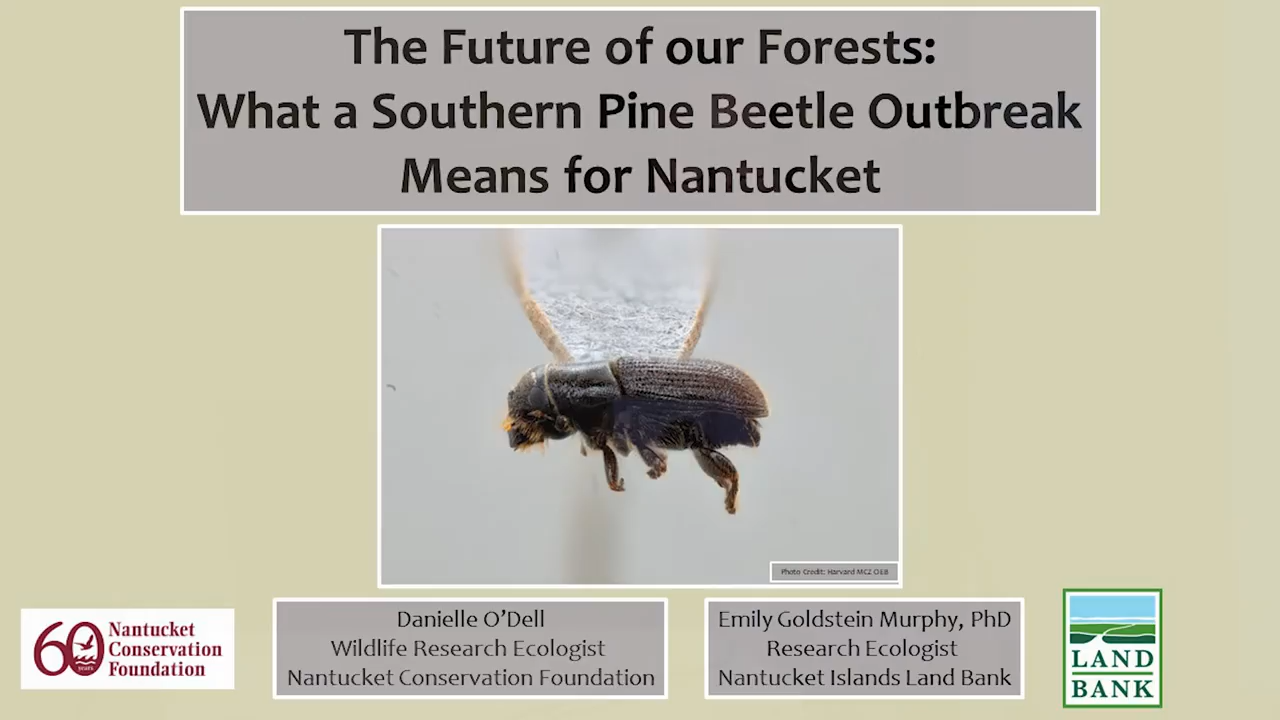 The Future of our Forests:
What a Southern Pine Beetle Outbreak
Means for Nantucket
Photo Credit: Harvard MCZ OEB
60
years
Nantucket
Conservation
Foundation
Danielle O'Dell
Wildlife Research Ecologist
Nantucket Conservation Foundation
Emily Goldstein Murphy, PhD
Research Ecologist
Nantucket Islands Land Bank
LAND
BANK